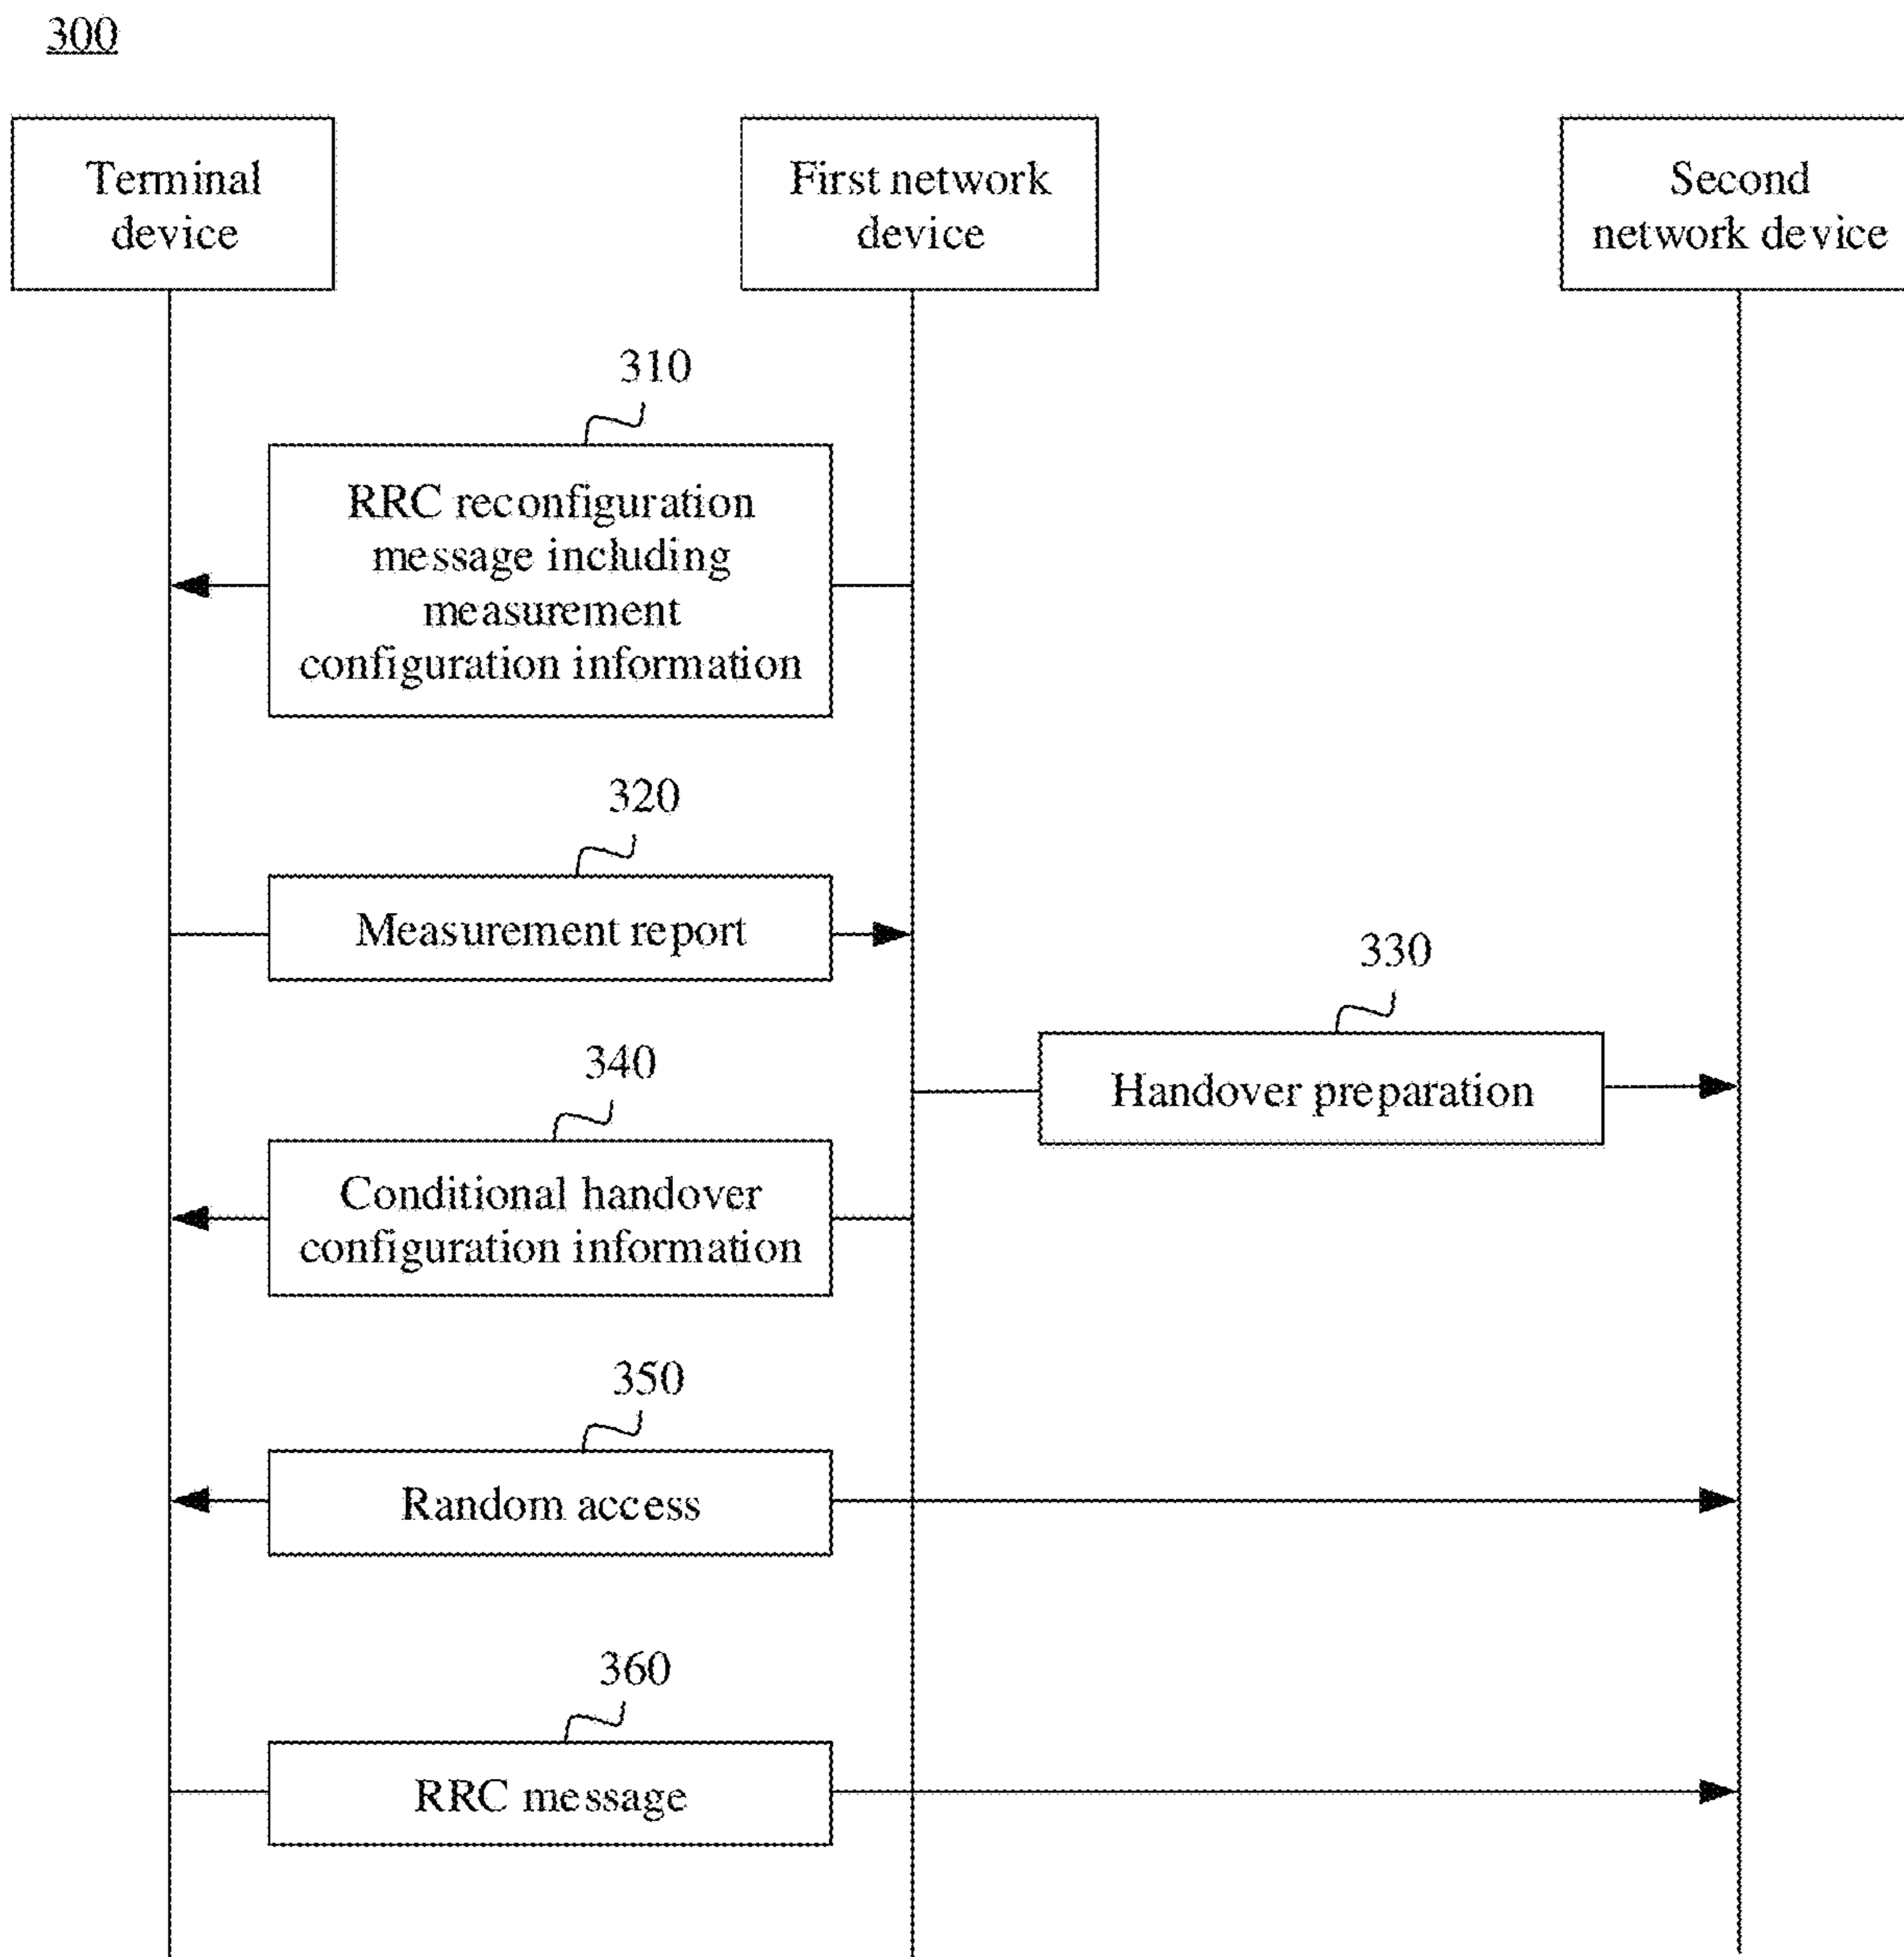 300
Terminal
device
First network
device
Second
network device
310
RRC reconfiguration
message including
measurement
configuration information
320
Measurement report
330
Handover preparation
340
Conditional handover
configuration information
350
Random access
360
RRC message